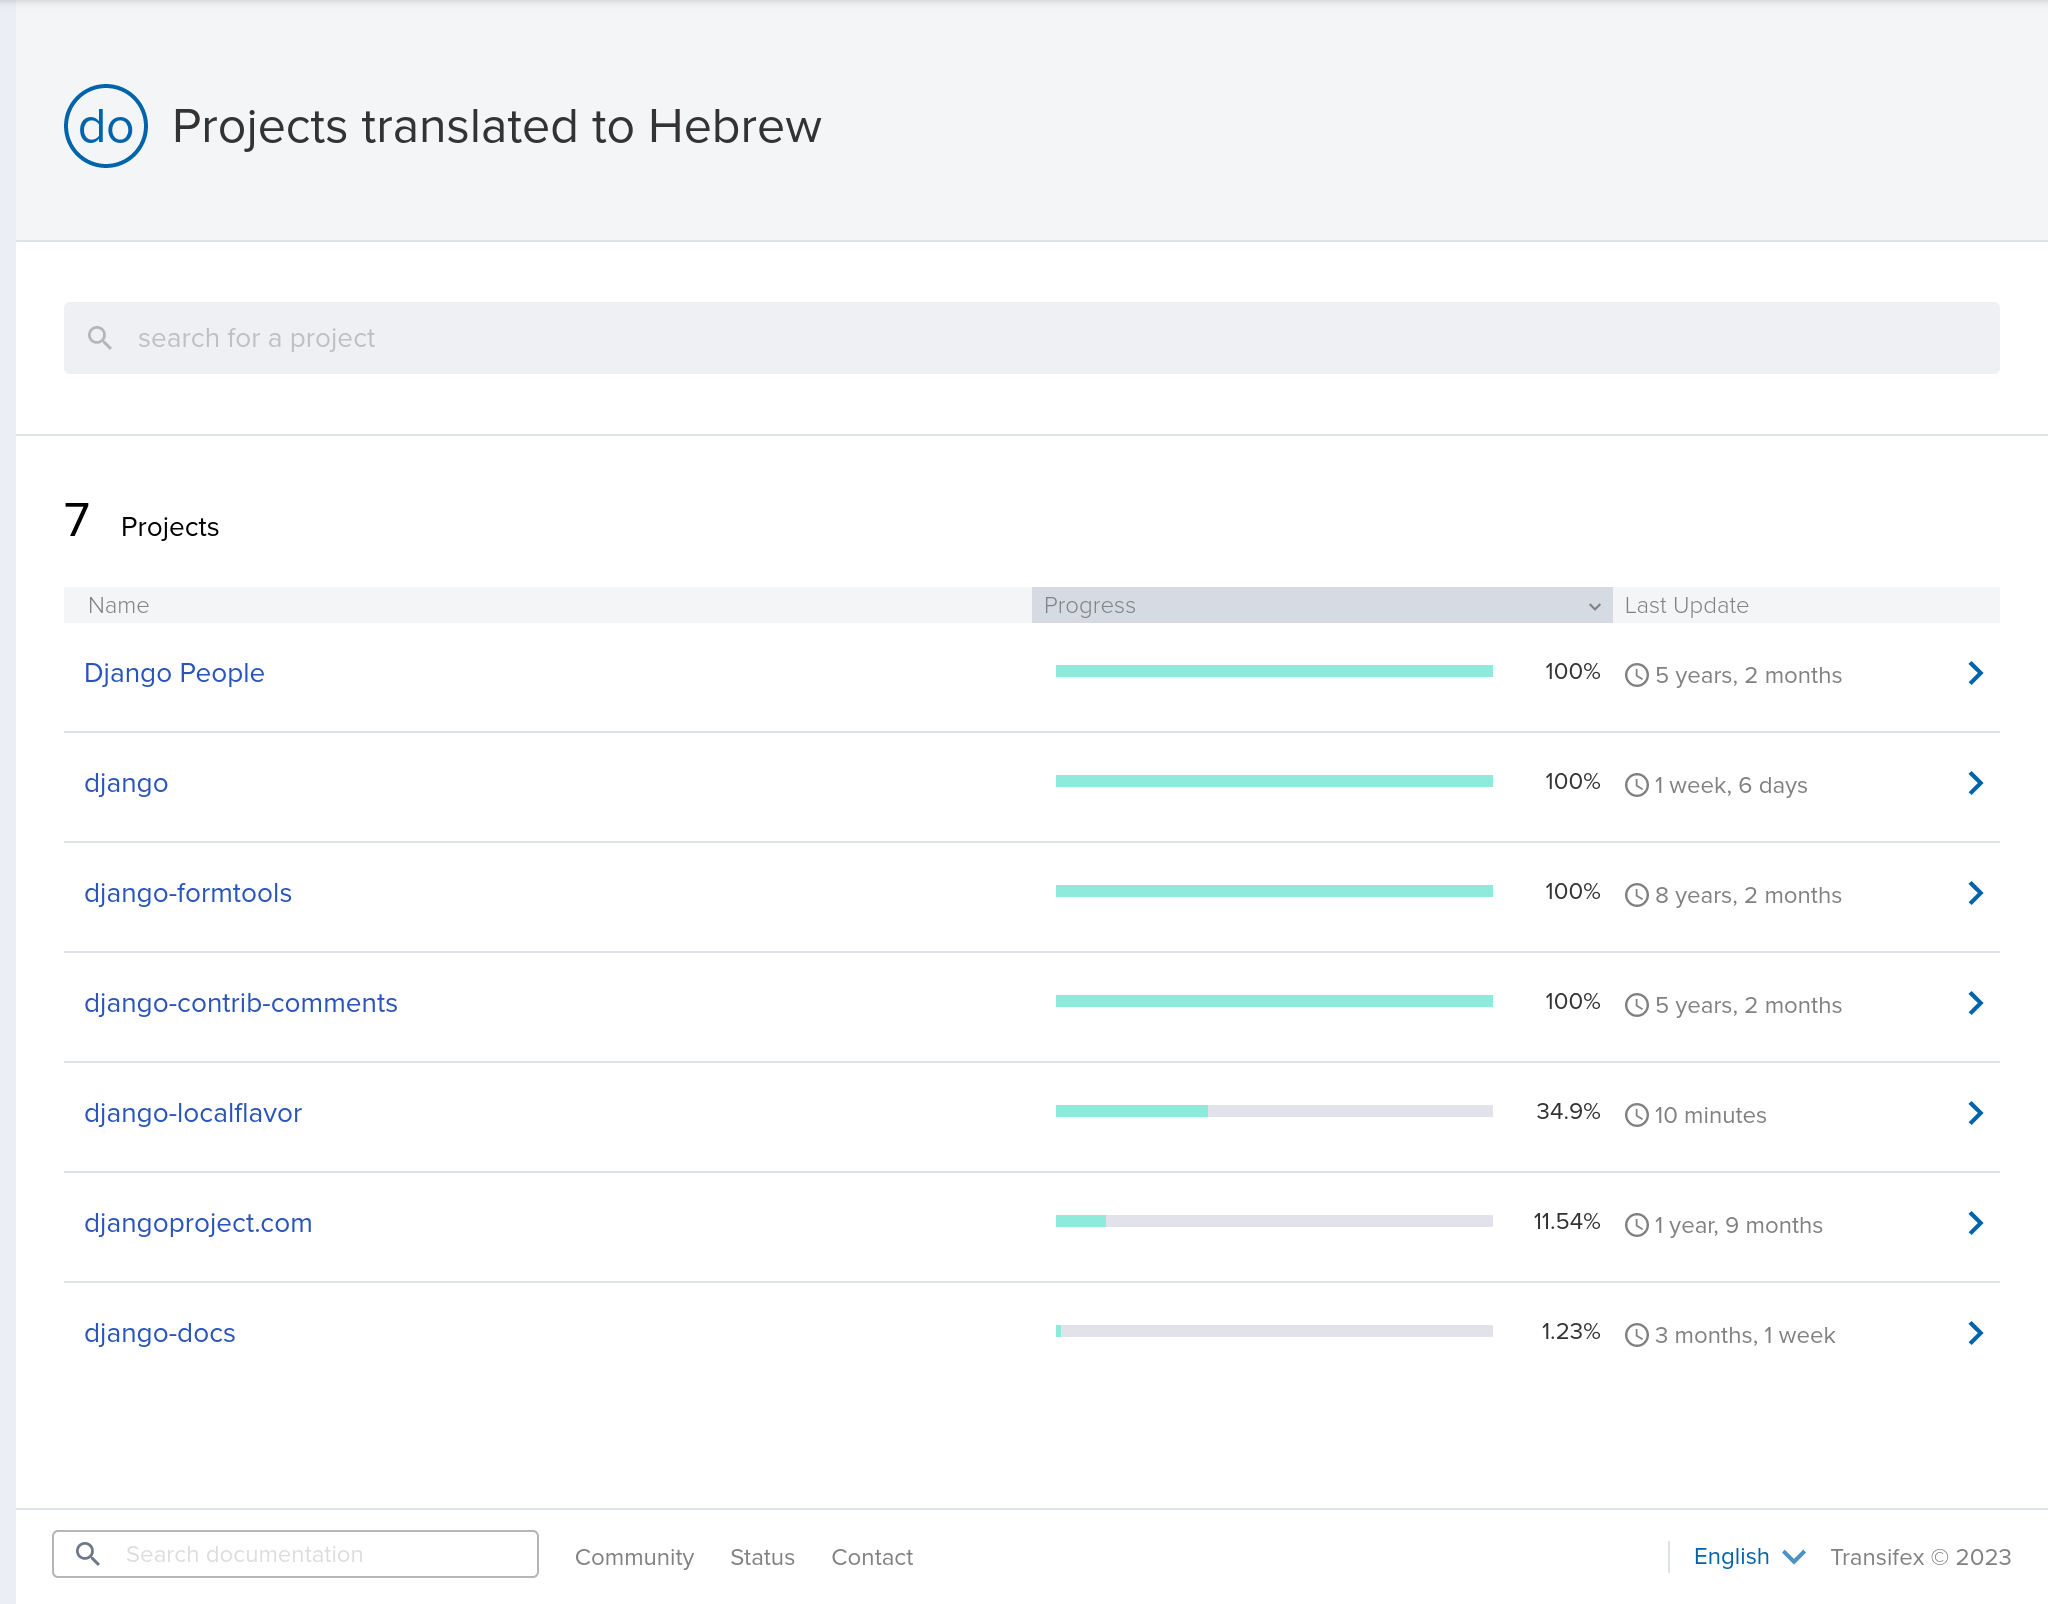 do Projects translated to Hebrew
search for a project
7 Projects
Name Progress Last Update
Django People 100% 5 years, 2 months
django 100% 1 week, 6 days
django-formtools 100% 8 years, 2 months
django-contrib-comments 100% 5 years, 2 months
django-localflavor 34.9% 10 minutes
djangoproject.com 11.54% 1 year, 9 months
django-docs 1.23% 3 months, 1 week
Search documentation Community Status Contact English Transifex © 2023